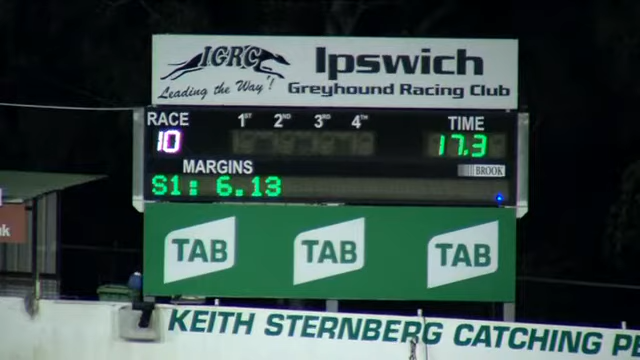 IGRC
Leading the Way!
Ipswich
Greyhound Racing Club
RACE 1ST 2ND 3RD 4TH TIME
10 17.3
MARGINS
BROOK
S1: 6.13
TAB TAB TAB
KEITH STERNBERG CATCHING PE